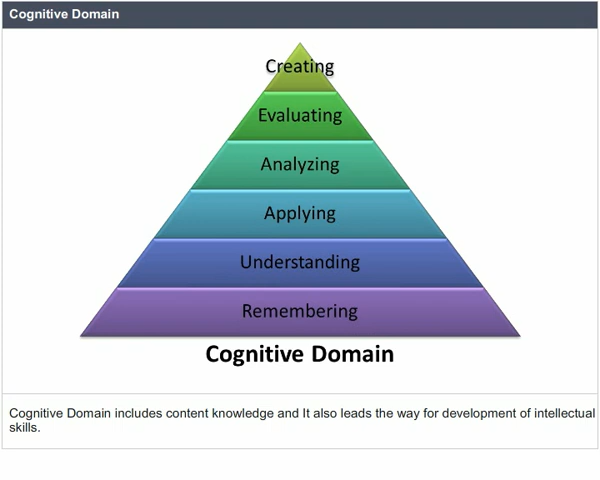 Cognitive Domain
Creating
Evaluating
Analyzing
Applying
Understanding
Remembering
Cognitive Domain
Cognitive Domain includes content knowledge and It also leads the way for development of intellectual
skills.